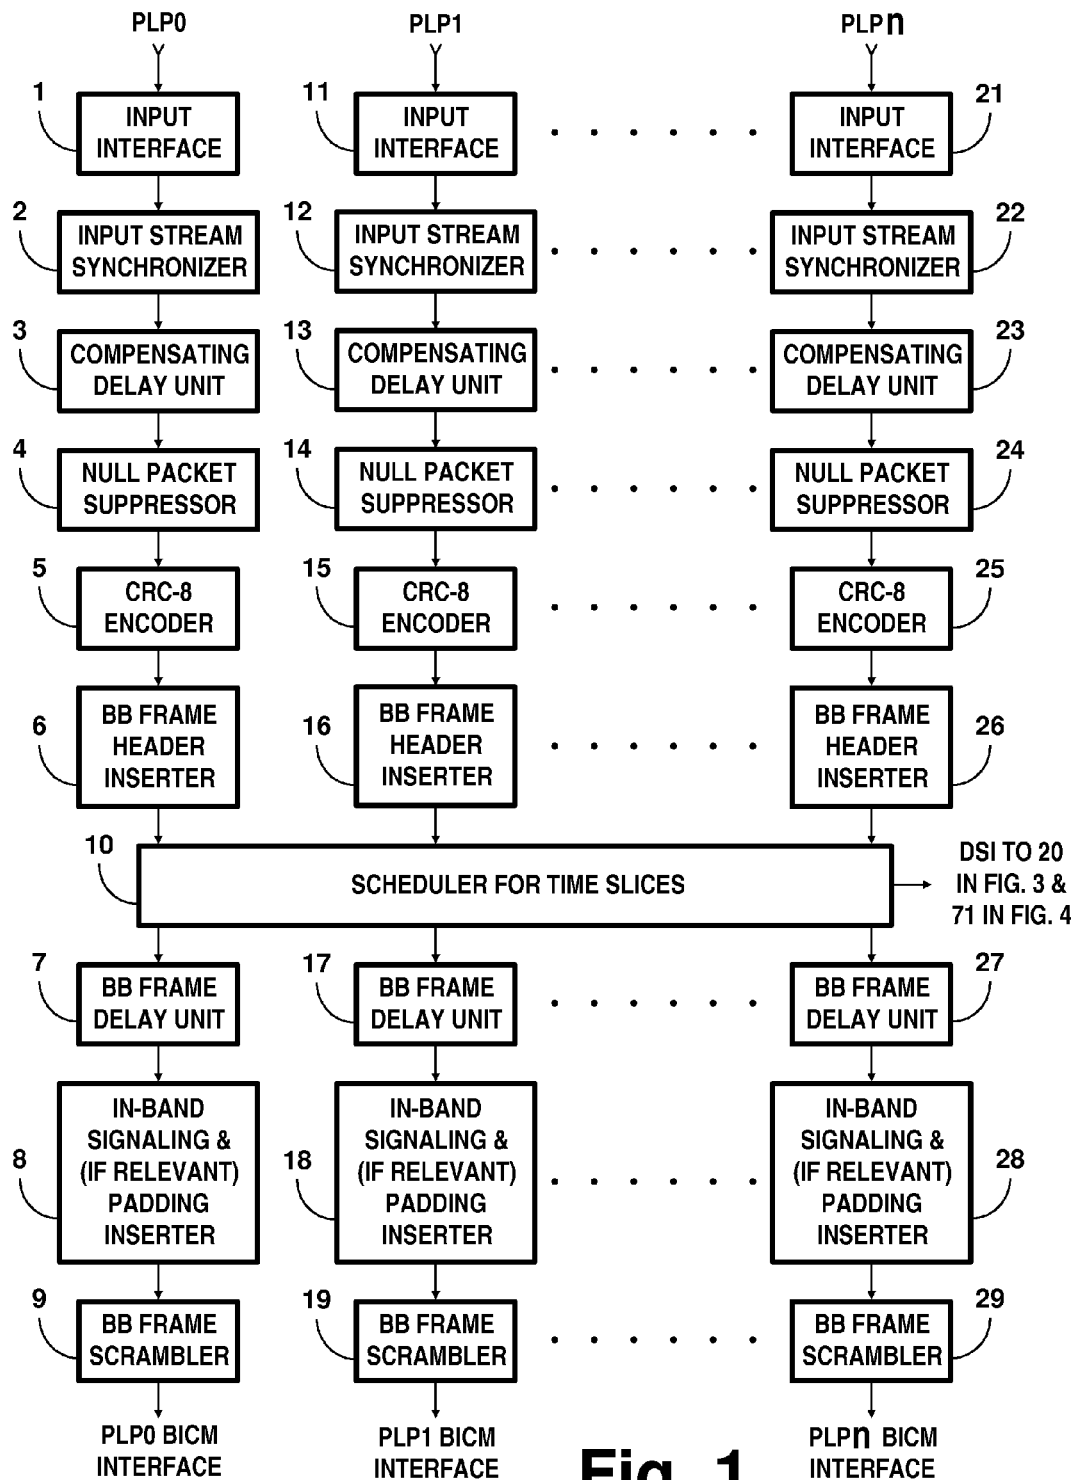 PLP0 PLP1 PLPn
1 INPUT INTERFACE 11 INPUT INTERFACE INPUT INTERFACE 21
2 INPUT STREAM SYNCHRONIZER 12 INPUT STREAM SYNCHRONIZER INPUT STREAM SYNCHRONIZER 22
3 COMPENSATING DELAY UNIT 13 COMPENSATING DELAY UNIT COMPENSATING DELAY UNIT 23
4 NULL PACKET SUPPRESSOR 14 NULL PACKET SUPPRESSOR NULL PACKET SUPPRESSOR 24
5 CRC-8 ENCODER 15 CRC-8 ENCODER CRC-8 ENCODER 25
6 BB FRAME HEADER INSERTER 16 BB FRAME HEADER INSERTER BB FRAME HEADER INSERTER 26
10 SCHEDULER FOR TIME SLICES DSI TO 20 IN FIG. 3 & 71 IN FIG. 4
7 BB FRAME DELAY UNIT 17 BB FRAME DELAY UNIT BB FRAME DELAY UNIT 27
8 IN-BAND SIGNALING & (IF RELEVANT) PADDING INSERTER 18 IN-BAND SIGNALING & (IF RELEVANT) PADDING INSERTER IN-BAND SIGNALING & (IF RELEVANT) PADDING INSERTER 28
9 BB FRAME SCRAMBLER 19 BB FRAME SCRAMBLER BB FRAME SCRAMBLER 29
PLP0 BICM INTERFACE PLP1 BICM INTERFACE Fig. 1 PLPn BICM INTERFACE